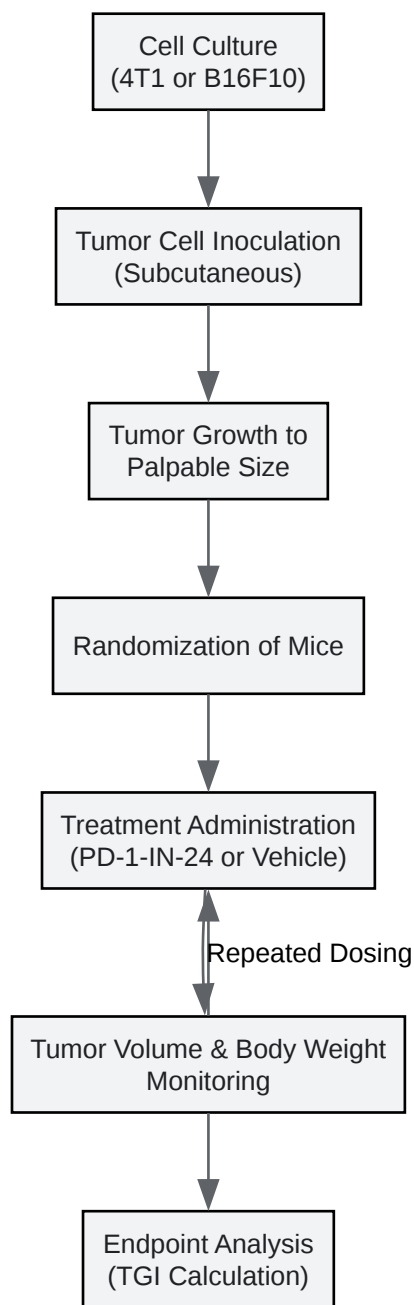 Cell Culture
(4T1 or B16F10)
Tumor Cell Inoculation
(Subcutaneous)
Tumor Growth to
Palpable Size
Randomization of Mice
Treatment Administration
(PD-1-IN-24 or Vehicle)
Repeated Dosing
Tumor Volume & Body Weight
Monitoring
Endpoint Analysis
(TGI Calculation)